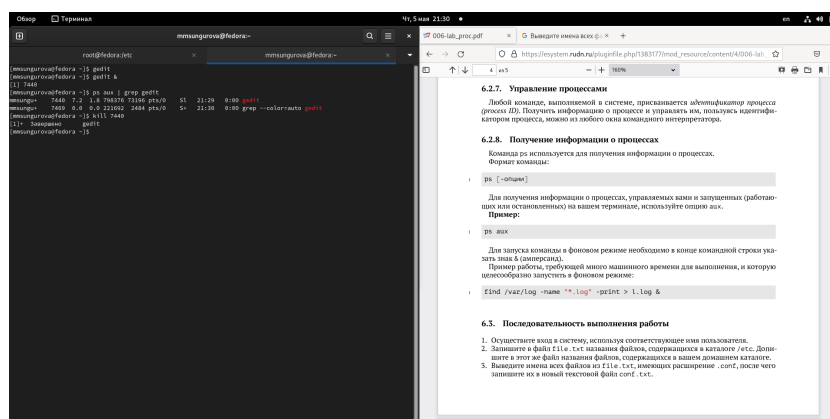 Обзор
Терминал
Чт, 5 мая 21:30
en
mmsungurova@fedora:~
root@fedora:/etc
mmsungurova@fedora:~
[mmsungurova@fedora ~]$ gedit
[mmsungurova@fedora ~]$ gedit &
[1] 7440
[mmsungurova@fedora ~]$ ps aux | grep gedit
mmsungu+ 7440 7.2 1.8 798376 73196 pts/0 Sl 21:29 0:00 gedit
mmsungu+ 7469 0.0 0.0 221692 2484 pts/0 S+ 21:30 0:00 grep --color=auto gedit
[mmsungurova@fedora ~]$ kill 7440
[1]+ Завершено gedit
[mmsungurova@fedora ~]$
006-lab_proc.pdf
Выведите имена всех фа
https://esystem.rudn.ru/pluginfile.php/1383177/mod_resource/content/4/006-lab_
4 из 5
160%
6.2.7. Управление процессами
Любой команде, выполняемой в системе, присваивается идентификатор процесса
(process ID). Получить информацию о процессе и управлять им, пользуясь идентифи-
катором процесса, можно из любого окна командного интерпретатора.
6.2.8. Получение информации о процессах
Команда ps используется для получения информации о процессах.
Формат команды:
1 ps [-опции]
Для получения информации о процессах, управляемых вами и запущенных (работаю-
щих или остановленных) на вашем терминале, используйте опцию aux.
Пример:
1 ps aux
Для запуска команды в фоновом режиме необходимо в конце командной строки ука-
зать знак & (амперсанд).
Пример работы, требующей много машинного времени для выполнения, и которую
целесообразно запустить в фоновом режиме:
1 find /var/log -name "*.log" -print > l.log &
6.3. Последовательность выполнения работы
1. Осуществите вход в систему, используя соответствующее имя пользователя.
2. Запишите в файл file.txt названия файлов, содержащихся в каталоге /etc. Допи-
шите в этот же файл названия файлов, содержащихся в вашем домашнем каталоге.
3. Выведите имена всех файлов из file.txt, имеющих расширение .conf, после чего
запишите их в новый текстовой файл conf.txt.